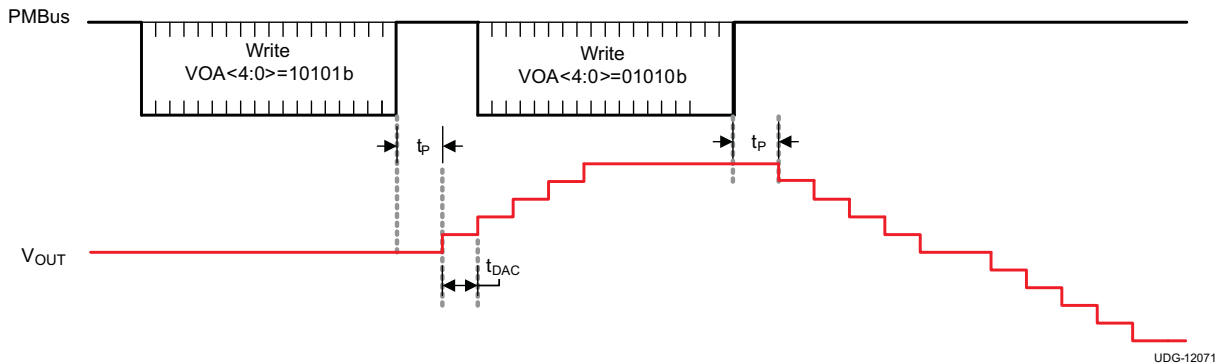 PMBus
Write
VOA<4:0>=10101b
Write
VOA<4:0>=01010b
tP
tP
VOUT
tDAC
UDG-12071